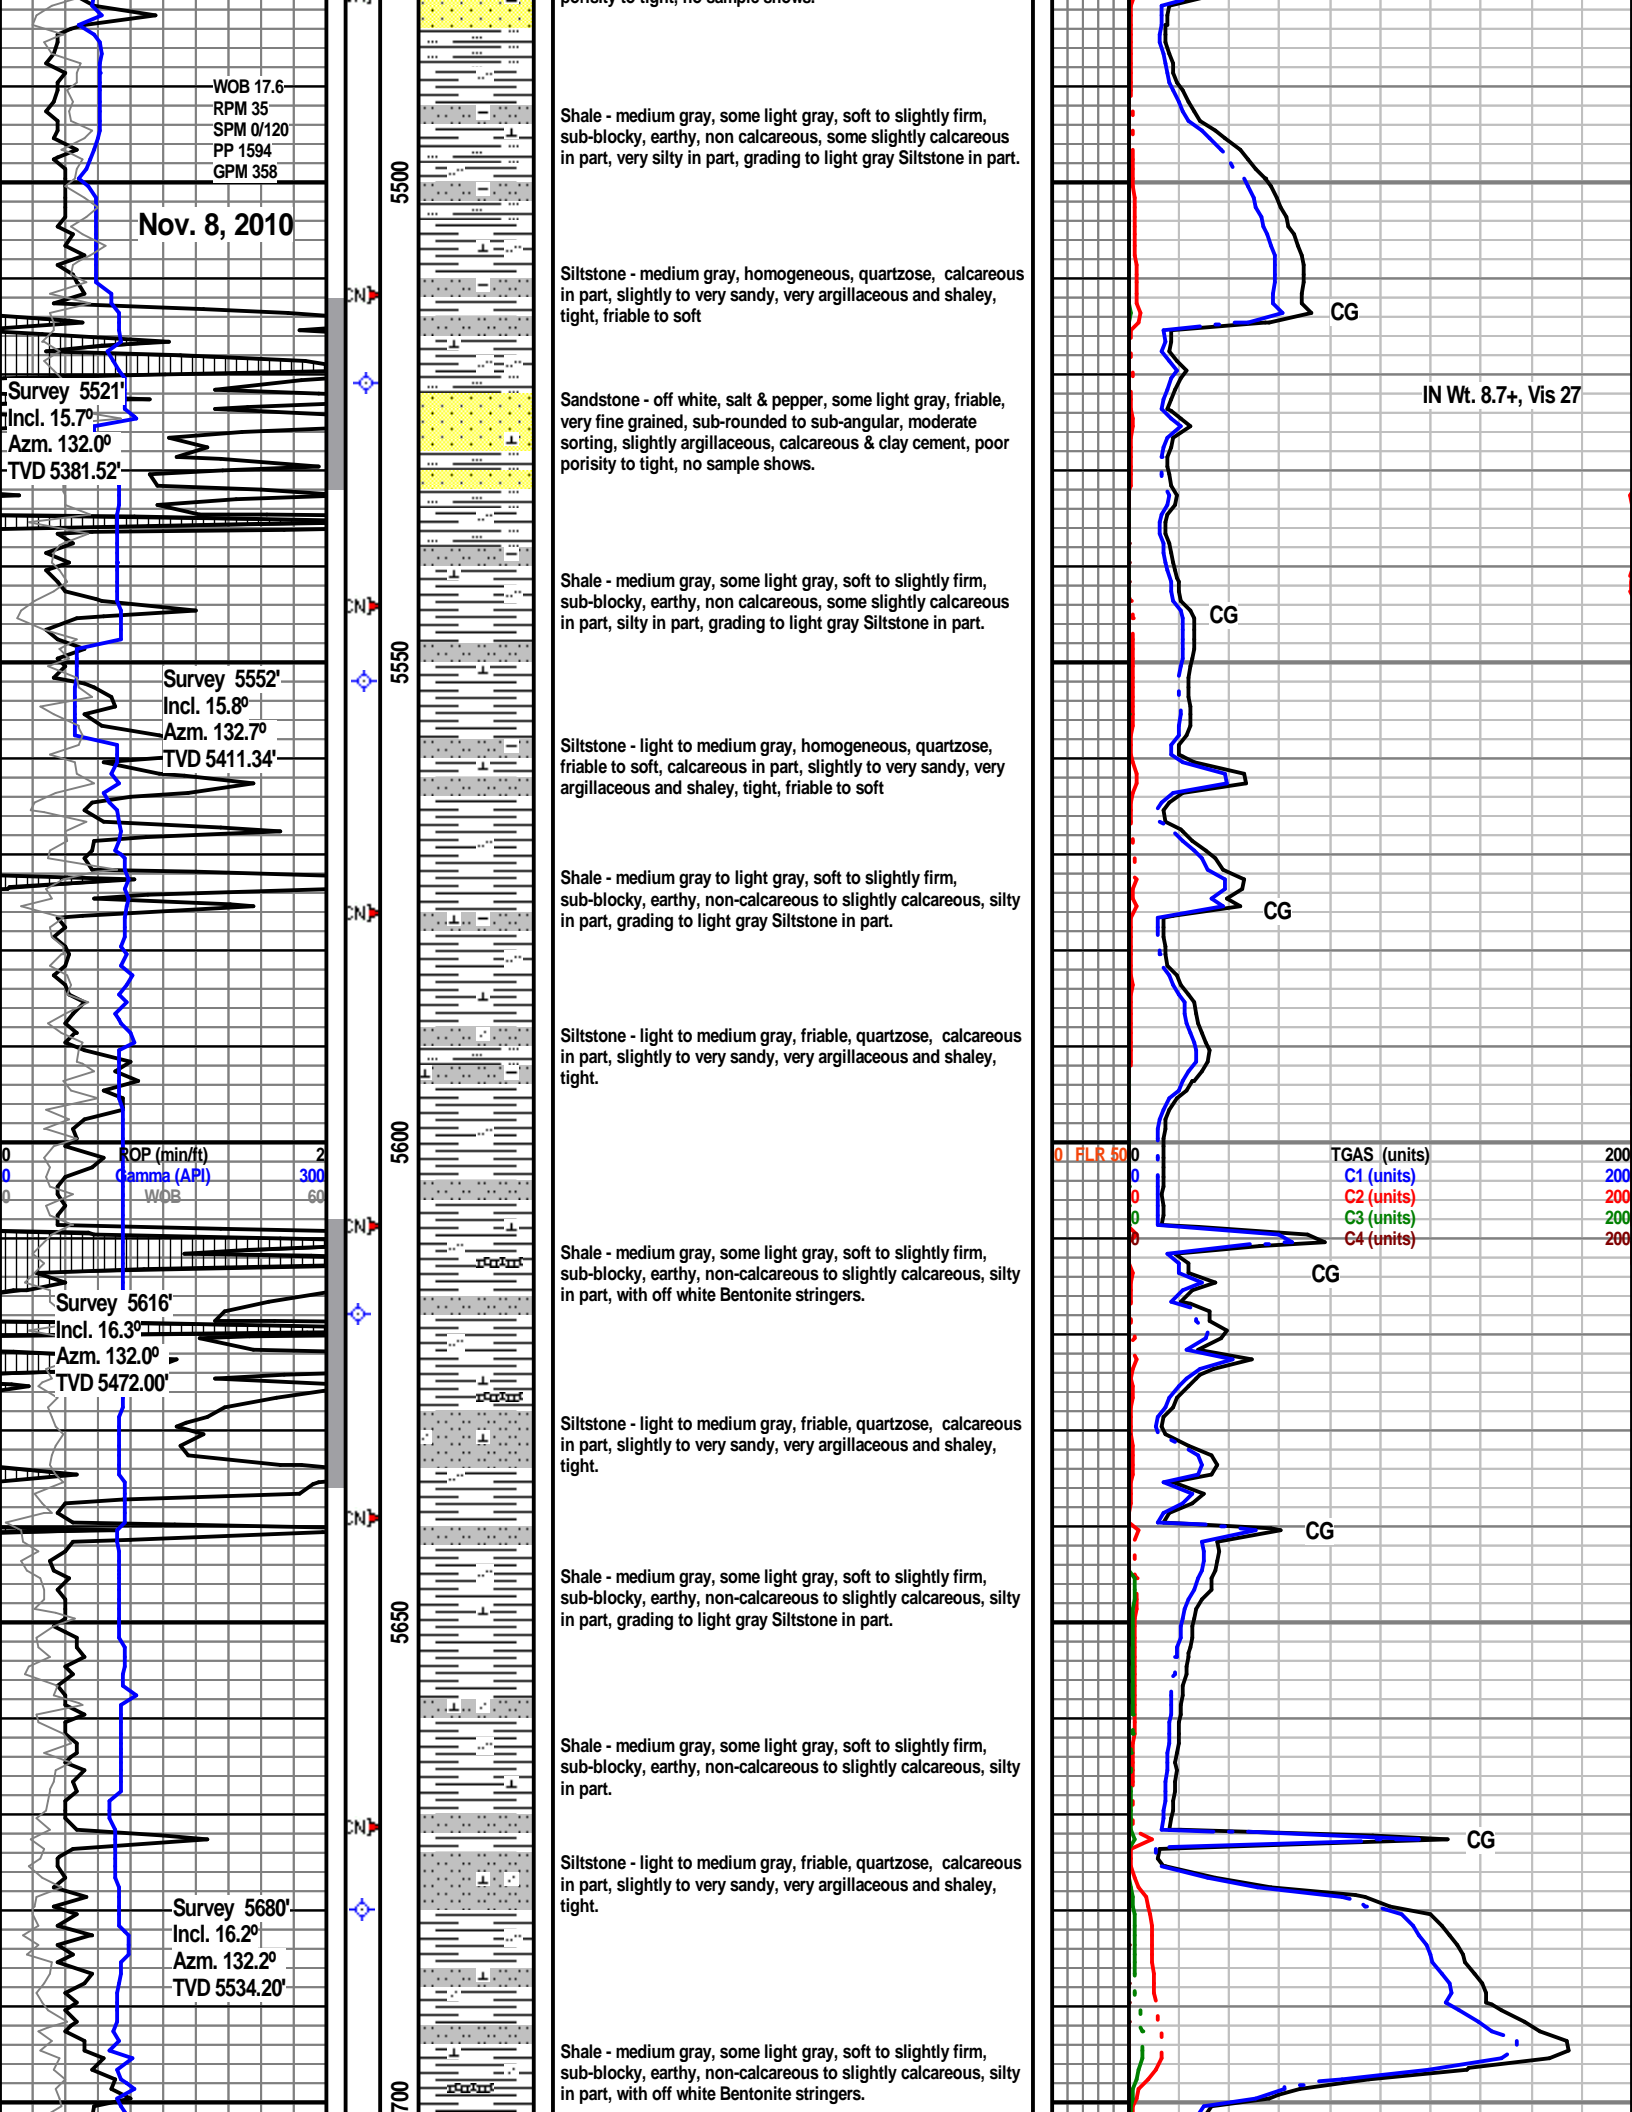 porisity to tight, no sample shows.
WOB 17.6
RPM 35
SPM 0/120
PP 1594
GPM 358
Nov. 8, 2010
Survey 5521'
Incl. 15.7º
Azm. 132.0º
TVD 5381.52'
Survey 5552'
Incl. 15.8º
Azm. 132.7º
TVD 5411.34'
0 ROP (min/ft) 2
0 Gamma (API) 300
0 WOB 60
Survey 5616'
Incl. 16.3º
Azm. 132.0º
TVD 5472.00'
Survey 5680'
Incl. 16.2º
Azm. 132.2º
TVD 5534.20'
CN]
CN]
CN]
CN]
CN]
CN]
5500
5550
5600
5650
700
Shale - medium gray, some light gray, soft to slightly firm,
sub-blocky, earthy, non calcareous, some slightly calcareous
in part, very silty in part, grading to light gray Siltstone in part.
Siltstone - medium gray, homogeneous, quartzose, calcareous
in part, slightly to very sandy, very argillaceous and shaley,
tight, friable to soft
Sandstone - off white, salt & pepper, some light gray, friable,
very fine grained, sub-rounded to sub-angular, moderate
sorting, slightly argillaceous, calcareous & clay cement, poor
porisity to tight, no sample shows.
Shale - medium gray, some light gray, soft to slightly firm,
sub-blocky, earthy, non calcareous, some slightly calcareous
in part, silty in part, grading to light gray Siltstone in part.
Siltstone - light to medium gray, homogeneous, quartzose,
friable to soft, calcareous in part, slightly to very sandy, very
argillaceous and shaley, tight, friable to soft
Shale - medium gray to light gray, soft to slightly firm,
sub-blocky, earthy, non-calcareous to slightly calcareous, silty
in part, grading to light gray Siltstone in part.
Siltstone - light to medium gray, friable, quartzose, calcareous
in part, slightly to very sandy, very argillaceous and shaley,
tight.
Shale - medium gray, some light gray, soft to slightly firm,
sub-blocky, earthy, non-calcareous to slightly calcareous, silty
in part, with off white Bentonite stringers.
Siltstone - light to medium gray, friable, quartzose, calcareous
in part, slightly to very sandy, very argillaceous and shaley,
tight.
Shale - medium gray, some light gray, soft to slightly firm,
sub-blocky, earthy, non-calcareous to slightly calcareous, silty
in part, grading to light gray Siltstone in part.
Shale - medium gray, some light gray, soft to slightly firm,
sub-blocky, earthy, non-calcareous to slightly calcareous, silty
in part.
Siltstone - light to medium gray, friable, quartzose, calcareous
in part, slightly to very sandy, very argillaceous and shaley,
tight.
Shale - medium gray, some light gray, soft to slightly firm,
sub-blocky, earthy, non-calcareous to slightly calcareous, silty
in part, with off white Bentonite stringers.
CG
IN Wt. 8.7+, Vis 27
CG
CG
0 FLR 50
0 TGAS (units) 200
0 C1 (units) 200
0 C2 (units) 200
0 C3 (units) 200
0 C4 (units) 200
CG
CG
CG